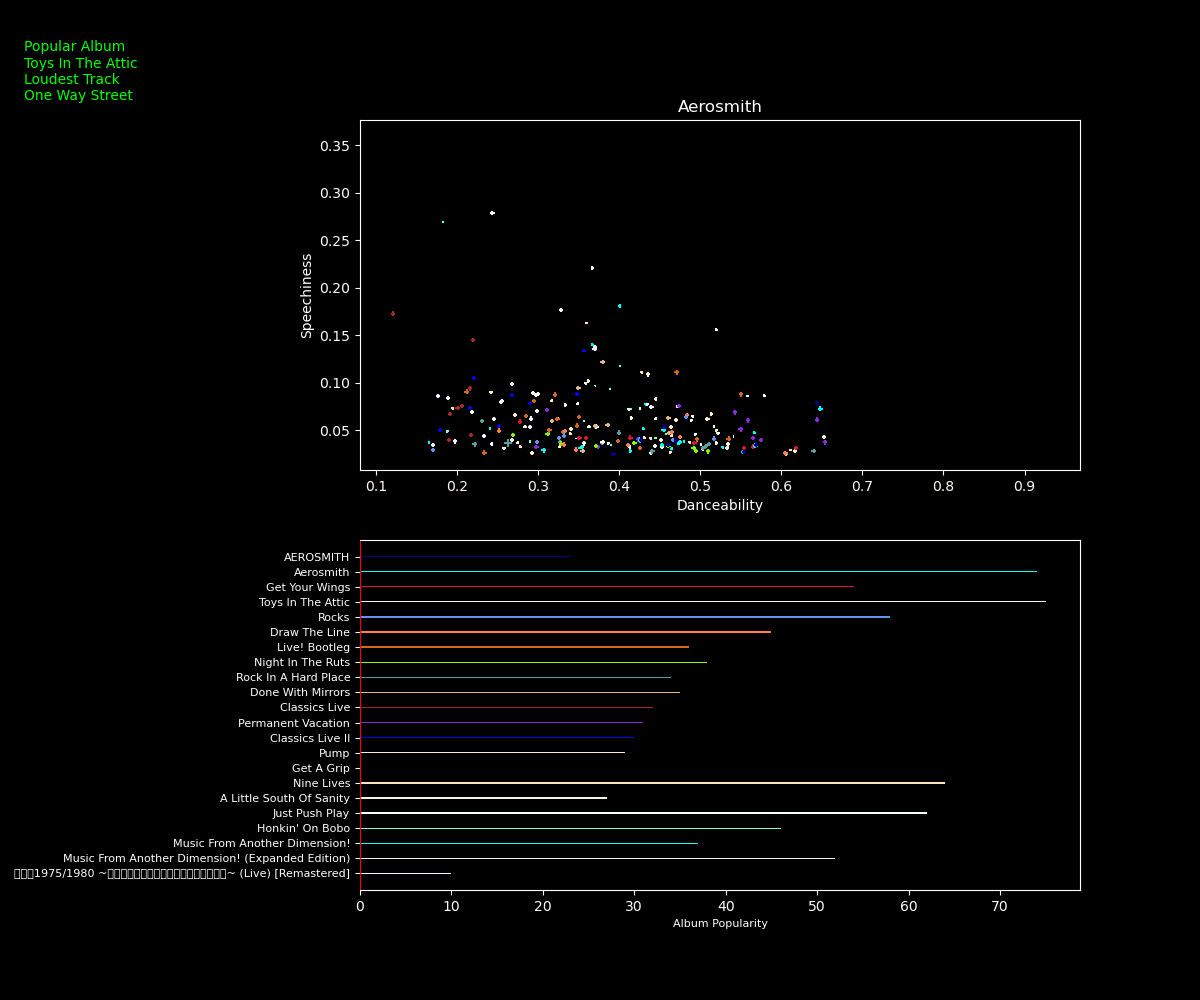 Popular Album
Toys In The Attic
Loudest Track
One Way Street
Aerosmith
0.35
0.30
0.25
0.20
0.15
0.10
0.05
Speechiness
0.1 0.2 0.3 0.4 0.5 0.6 0.7 0.8 0.9
Danceability
AEROSMITH
Aerosmith
Get Your Wings
Toys In The Attic
Rocks
Draw The Line
Live! Bootleg
Night In The Ruts
Rock In A Hard Place
Done With Mirrors
Classics Live
Permanent Vacation
Classics Live II
Pump
Get A Grip
Nine Lives
A Little South Of Sanity
Just Push Play
Honkin' On Bobo
Music From Another Dimension!
Music From Another Dimension! (Expanded Edition)
1975/1980 ~ ~ (Live) [Remastered]
0 10 20 30 40 50 60 70
Album Popularity